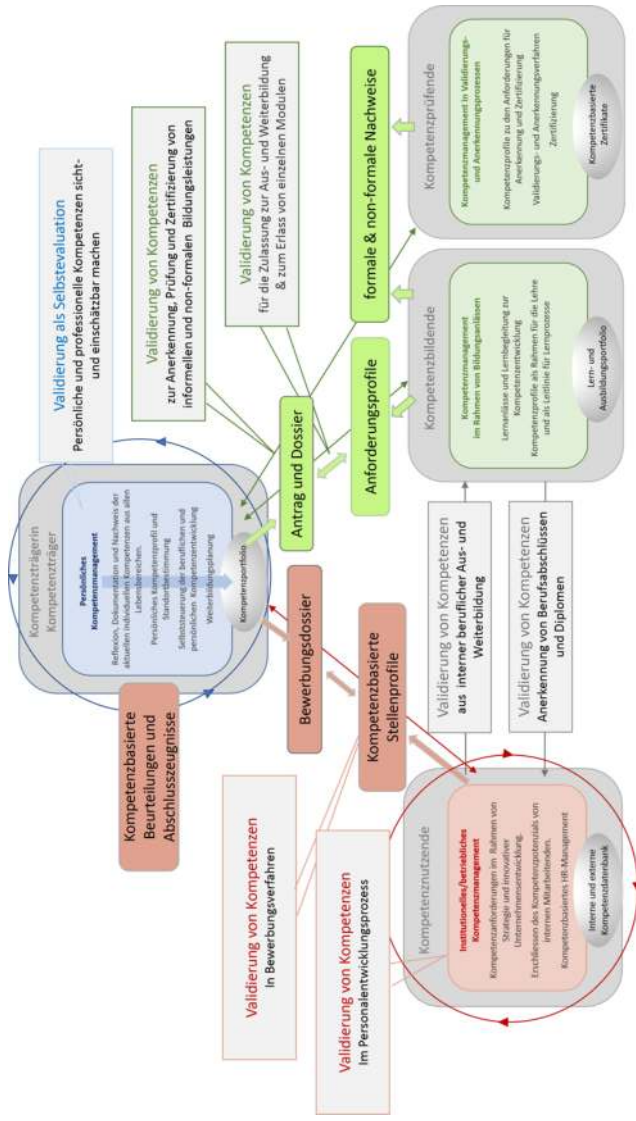 Validierung als Selbstevaluation
Persönliche und professionelle Kompetenzen sicht-
und einschätzbar machen
Kompetenzträgerin
Kompetenzträger
Persönliches
Kompetenzmanagement
Reflexion, Dokumentation und Nachweis der
aktuellen individuellen Kompetenzen aus allen
Lebensbereichen.
Persönliches Kompetenzprofil und
Standortbestimmung
Selbststeuerung der beruflichen und
persönlichen Kompetenzentwicklung
Weiterbildungsplanung
Kompetenzportfolio
Kompetenzbasierte
Beurteilungen und
Abschlusszeugnisse
Validierung von Kompetenzen
zur Anerkennung, Prüfung und Zertifizierung von
informellen und non-formalen Bildungsleistungen
Validierung von Kompetenzen
für die Zulassung zur Aus- und Weiterbildung
& zum Erlass von einzelnen Modulen
Validierung von Kompetenzen
In Bewerbungsverfahren
Bewerbungsdossier
Antrag und Dossier
Validierung von Kompetenzen
Im Personalentwicklungsprozess
Kompetenzbasierte
Stellenprofile
Anforderungsprofile
formale & non-formale Nachweise
Kompetenznutzende
Institutionelles/betriebliches
Kompetenzmanagement
Kompetenzanforderungen im Rahmen von
Strategie und innovativer
Unternehmensentwicklung.
Erschliessen des Kompetenzpotenzials von
internen Mitarbeitenden.
Kompetenzbasiertes HR-Management
Interne und externe
Kompetenzdatenbank
Validierung von Kompetenzen
aus interner beruflicher Aus- und
Weiterbildung
Validierung von Kompetenzen
Anerkennung von Berufsabschlüssen
und Diplomen
Kompetenzbildende
Kompetenzmanagement
im Rahmen von Bildungsanlässen
Lernanlässe und Lernbegleitung zur
Kompetenzentwicklung
Kompetenzprofile als Rahmen für die Lehre
und als Leitlinie für Lernprozesse
Lern- und
Ausbildungsportfolio
Kompetenzprüfende
Kompetenzmanagement in Validierungs-
und Anerkennungsprozessen
Kompetenzprofile zu den Anforderungen für
Anerkennung und Zertifizierung
Validierungs- und Anerkennungsverfahren
Zertifizierung
Kompetenzbasierte
Zertifikate